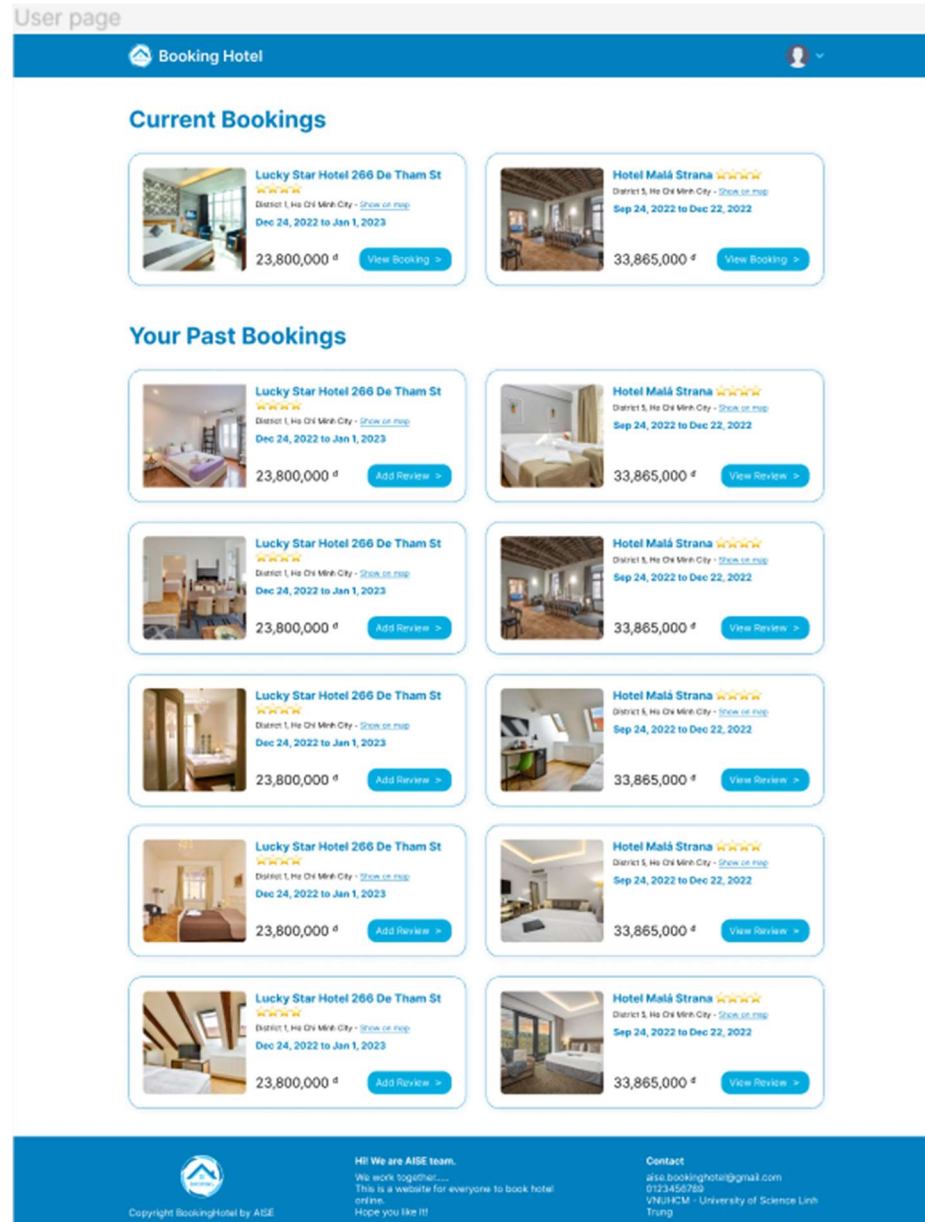 User page
Booking Hotel
Current Bookings
Lucky Star Hotel 266 De Tham St
District 1, Ho Chi Minh City - Show on map
Dec 24, 2022 to Jan 1, 2023
23,800,000 ₫
View Booking >
Hotel Malá Strana
District 5, Ho Chi Minh City - Show on map
Sep 24, 2022 to Dec 22, 2022
33,865,000 ₫
View Booking >
Your Past Bookings
Lucky Star Hotel 266 De Tham St
District 1, Ho Chi Minh City - Show on map
Dec 24, 2022 to Jan 1, 2023
23,800,000 ₫
Add Review >
Hotel Malá Strana
District 5, Ho Chi Minh City - Show on map
Sep 24, 2022 to Dec 22, 2022
33,865,000 ₫
View Review >
Lucky Star Hotel 266 De Tham St
District 1, Ho Chi Minh City - Show on map
Dec 24, 2022 to Jan 1, 2023
23,800,000 ₫
Add Review >
Hotel Malá Strana
District 5, Ho Chi Minh City - Show on map
Sep 24, 2022 to Dec 22, 2022
33,865,000 ₫
View Review >
Lucky Star Hotel 266 De Tham St
District 1, Ho Chi Minh City - Show on map
Dec 24, 2022 to Jan 1, 2023
23,800,000 ₫
Add Review >
Hotel Malá Strana
District 5, Ho Chi Minh City - Show on map
Sep 24, 2022 to Dec 22, 2022
33,865,000 ₫
View Review >
Lucky Star Hotel 266 De Tham St
District 1, Ho Chi Minh City - Show on map
Dec 24, 2022 to Jan 1, 2023
23,800,000 ₫
Add Review >
Hotel Malá Strana
District 5, Ho Chi Minh City - Show on map
Sep 24, 2022 to Dec 22, 2022
33,865,000 ₫
View Review >
Lucky Star Hotel 266 De Tham St
District 1, Ho Chi Minh City - Show on map
Dec 24, 2022 to Jan 1, 2023
23,800,000 ₫
Add Review >
Hotel Malá Strana
District 5, Ho Chi Minh City - Show on map
Sep 24, 2022 to Dec 22, 2022
33,865,000 ₫
View Review >
Copyright BookingHotel by AISE
Hi! We are AISE team.
We work together.....
This is a website for everyone to book hotel
online.
Hope you like it!
Contact
aise.bookinghotel@gmail.com
0123456789
VNUHCM - University of Science Linh
Trung